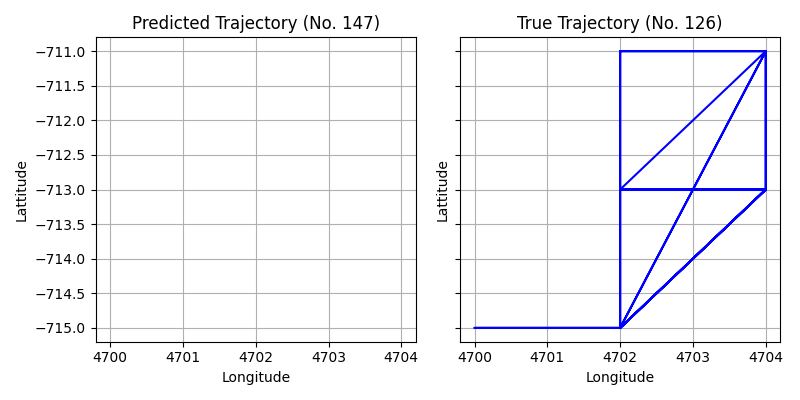 Predicted Trajectory (No. 147)
−711.0
−711.5
−712.0
−712.5
−713.0
−713.5
−714.0
−714.5
−715.0
Lattitude
4700 4701 4702 4703 4704
Longitude
True Trajectory (No. 126)
Lattitude
4700 4701 4702 4703 4704
Longitude